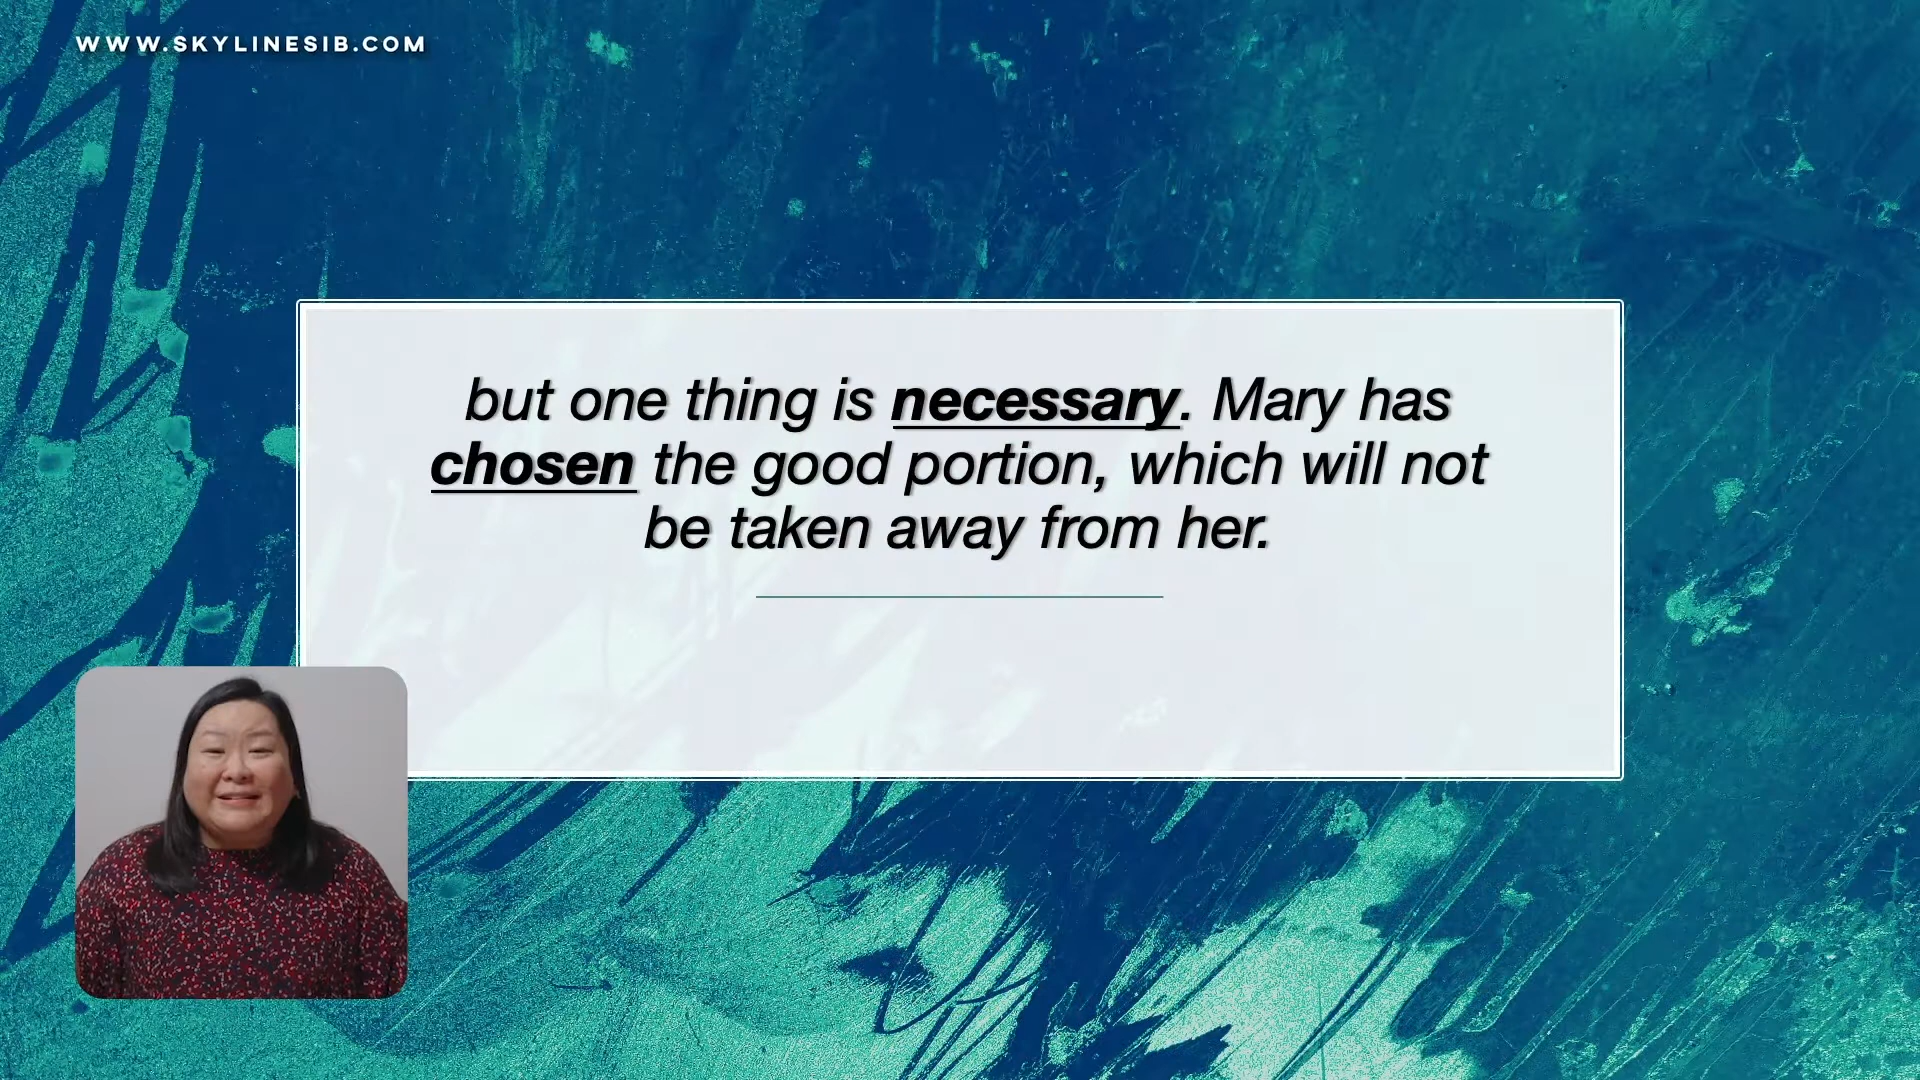 WWW.SKYLINESIB.COM
but one thing is necessary. Mary has
chosen the good portion, which will not
be taken away from her.